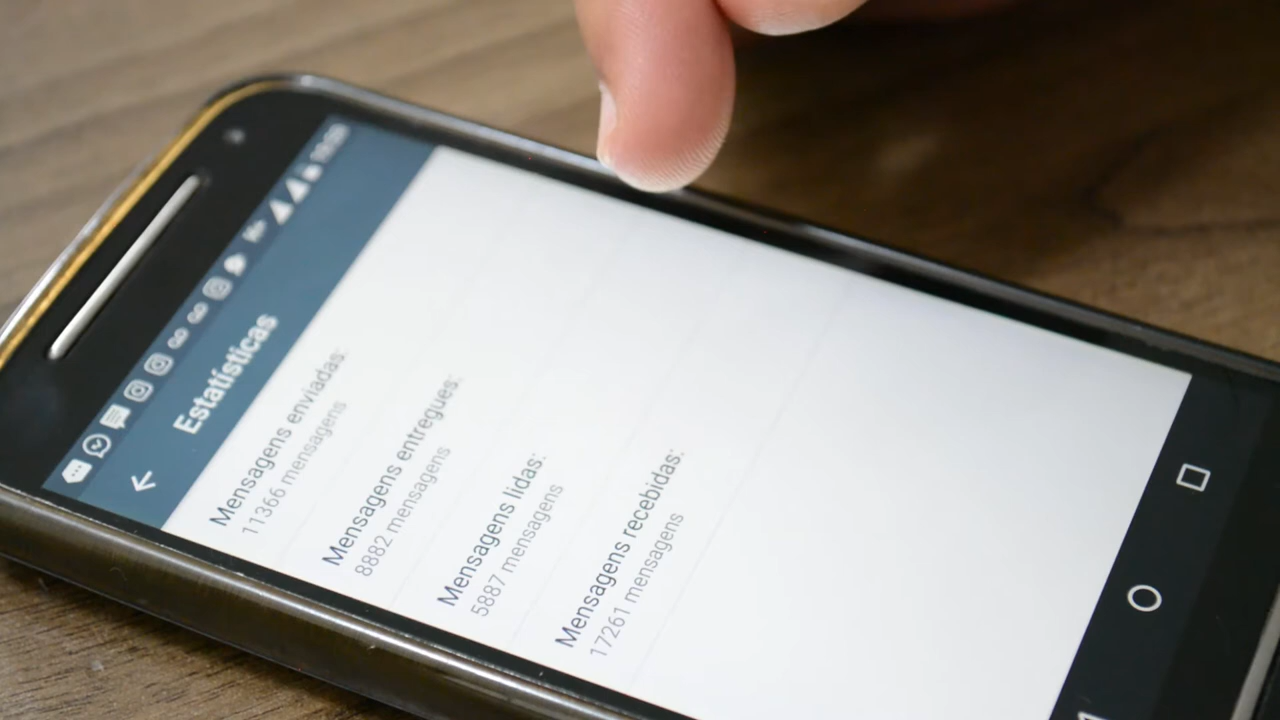 Estatísticas
Mensagens enviadas:
11366 mensagens
Mensagens entregues:
8882 mensagens
Mensagens lidas:
5887 mensagens
Mensagens recebidas:
17261 mensagens